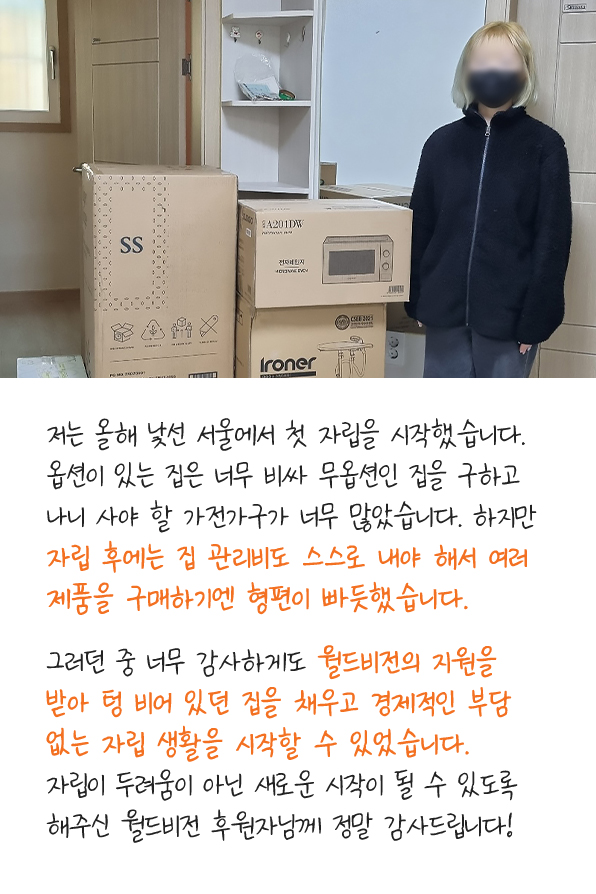 SS
A201DW
전자레인지
MICROWAVE OVEN
Ironer
저는 올해 낯선 서울에서 첫 자립을 시작했습니다.
옵션이 있는 집은 너무 비싸 무옵션인 집을 구하고
나니 사야 할 가전가구가 너무 많았습니다. 하지만
자립 후에는 집 관리비도 스스로 내야 해서 여러
제품을 구매하기엔 형편이 빠듯했습니다.
그러던 중 너무 감사하게도 월드비전의 지원을
받아 텅 비어 있던 집을 채우고 경제적인 부담
없는 자립 생활을 시작할 수 있었습니다.
자립이 두려움이 아닌 새로운 시작이 될 수 있도록
해주신 월드비전 후원자님께 정말 감사드립니다!